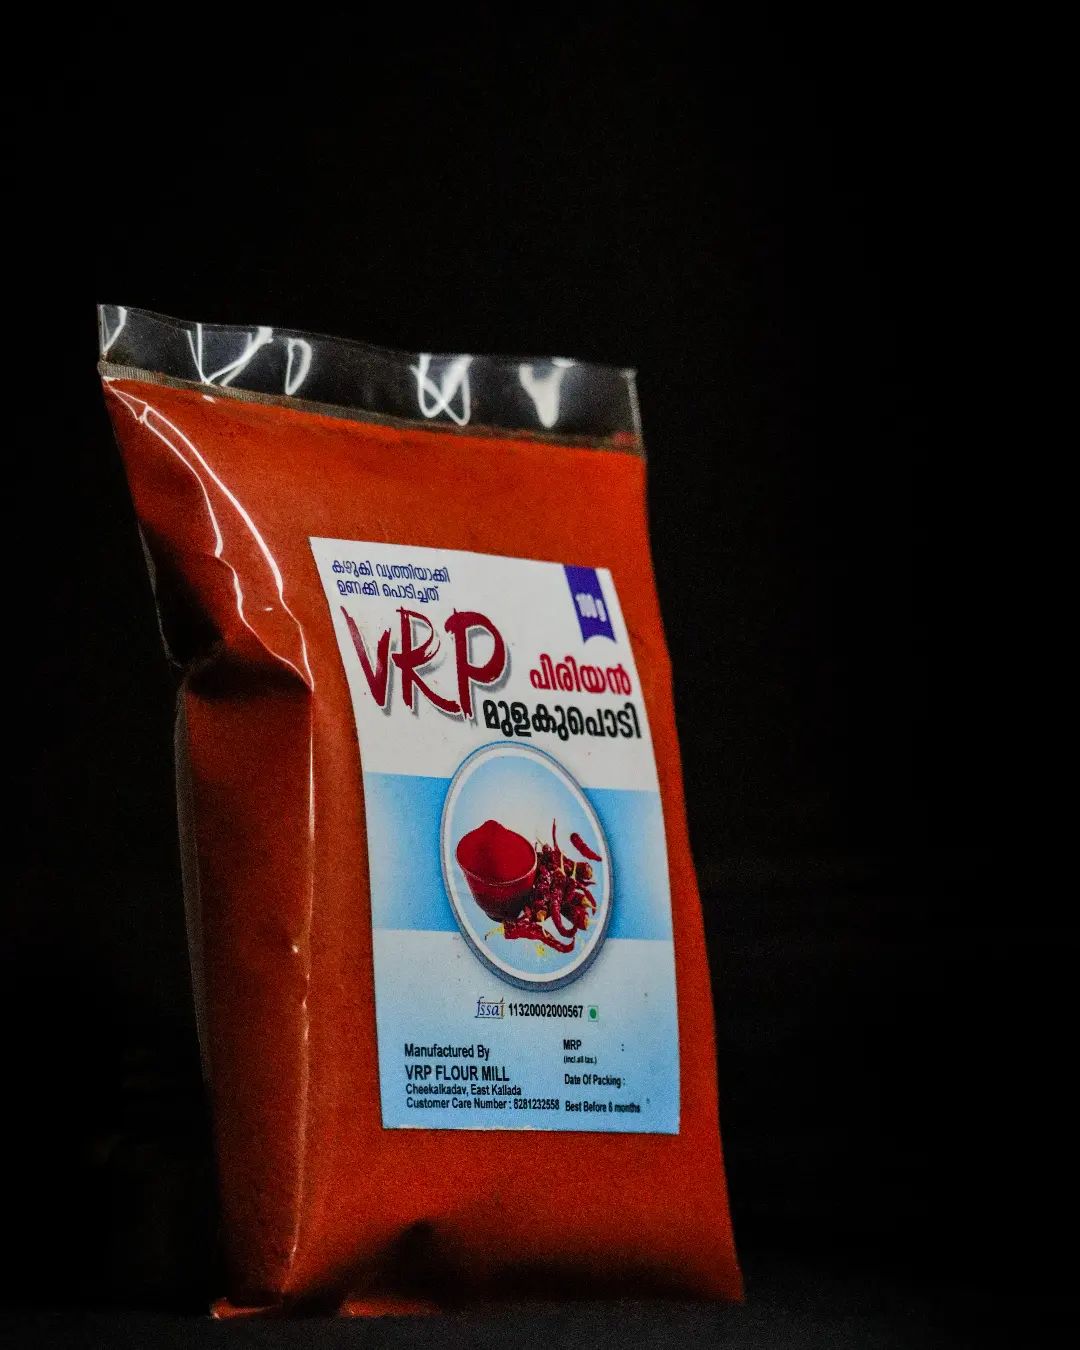 കഴുകി വൃത്തിയാക്കി
ഉണക്കി പൊടിച്ചത്
100 g
VRP
പിരിയൻ
മുളകുപൊടി
fssai 11320002000567
Manufactured By
VRP FLOUR MILL
Cheekalkadav, East Kallada
Customer Care Number : 8281232558
MRP :
(incl.all tax.)
Date Of Packing :
Best Before 6 months